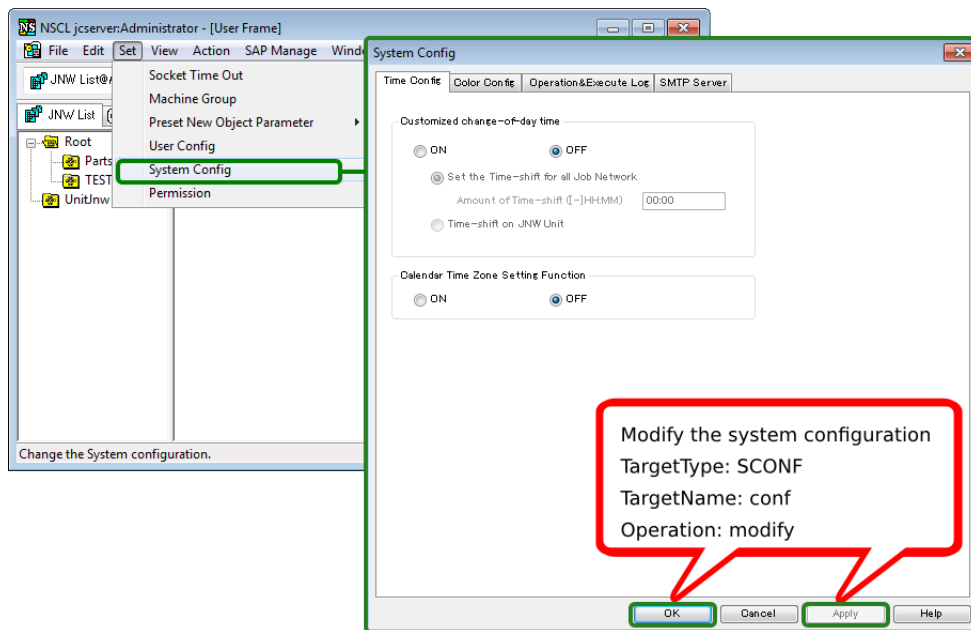 NS NSCL jcserver:Administrator - [User Frame]
File Edit Set View Action SAP Manage
JNW List@
JNW List
Root
Parts
TEST
UnitJnw
Socket Time Out
Machine Group
Preset New Object Parameter
User Config
System Config
Permission
Change the System configuration.
System Config
Time Config Color Config Operation&Execute Log SMTP Server
Customized change-of-day time
ON OFF
Set the Time-shift for all Job Network
Amount of Time-shift ([-]HH:MM) 00:00
Time-shift on JNW Unit
Calendar Time Zone Setting Function
ON OFF
Modify the system configuration
TargetType: SCONF
TargetName: conf
Operation: modify
OK Cancel Apply Help